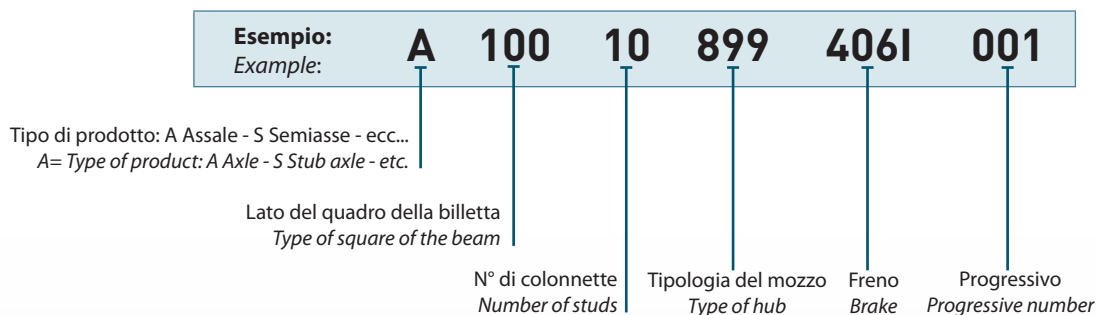 Esempio:
Example:
A 100 10 899 406I 001
Tipo di prodotto: A Assale - S Semiasse - ecc...
A= Type of product: A Axle - S Stub axle - etc.
Lato del quadro della billetta
Type of square of the beam
N° di colonnette
Number of studs
Tipologia del mozzo
Type of hub
Freno
Brake
Progressivo
Progressive number